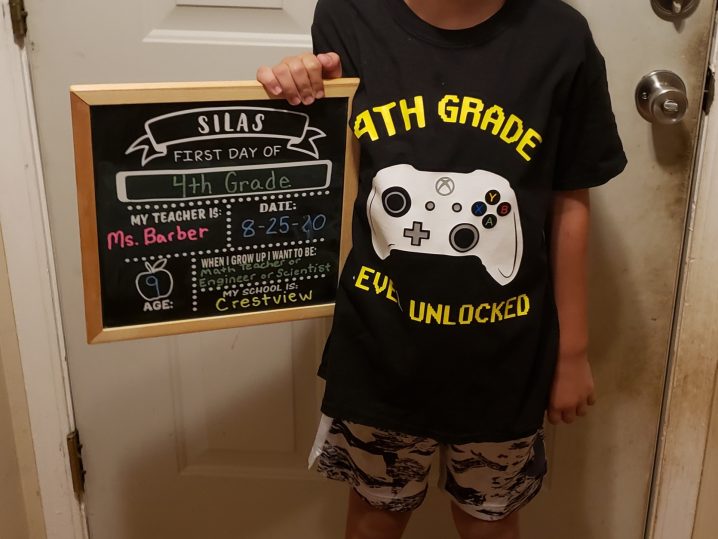 SILAS
FIRST DAY OF
4th Grade
MY TEACHER IS:
Ms. Barber
DATE:
8-25-20
9
AGE:
WHEN I GROW UP I WANT TO BE:
Math Teacher or
Engineer or Scientist
MY SCHOOL IS:
Crestview
4TH GRADE
Y
X B
A
EVE UNLOCKED